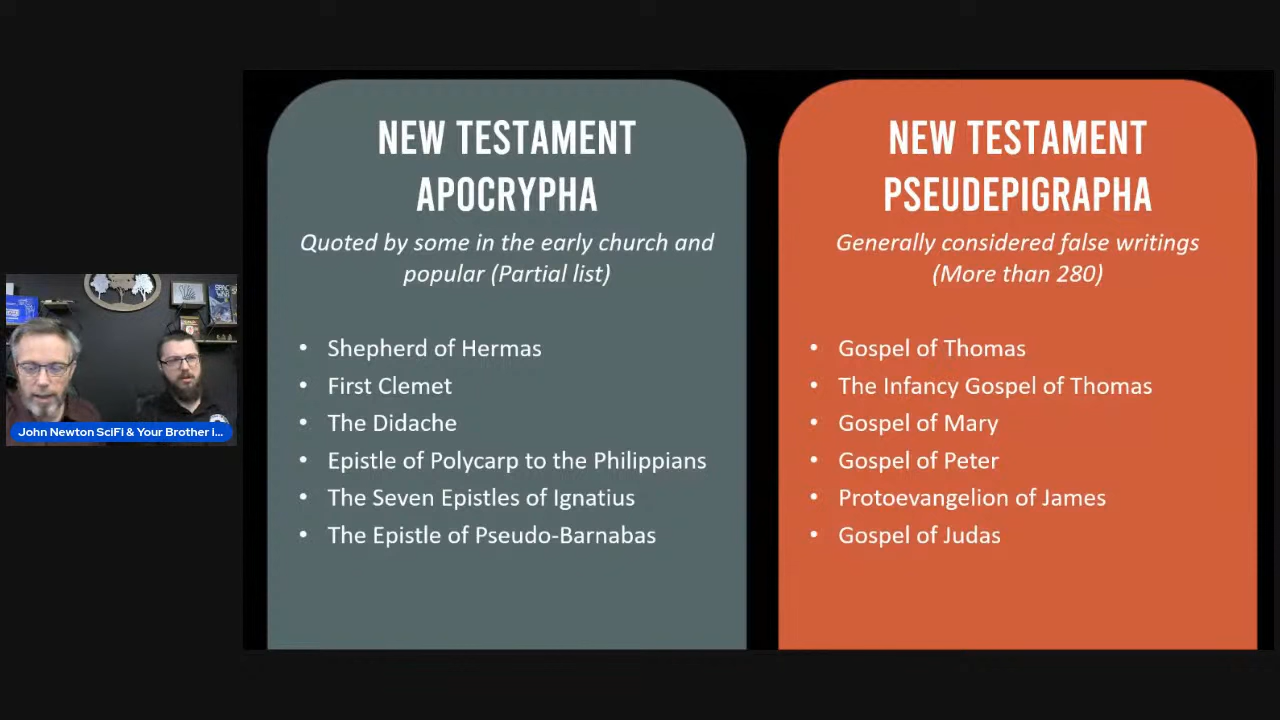 NEW TESTAMENT
APOCRYPHA
Quoted by some in the early church and
popular (Partial list)
• Shepherd of Hermas
• First Clemet
• The Didache
• Epistle of Polycarp to the Philippians
• The Seven Epistles of Ignatius
• The Epistle of Pseudo-Barnabas
NEW TESTAMENT
PSEUDEPIGRAPHA
Generally considered false writings
(More than 280)
• Gospel of Thomas
• The Infancy Gospel of Thomas
• Gospel of Mary
• Gospel of Peter
• Protoevangelion of James
• Gospel of Judas
John Newton SciFi & Your Brother i...